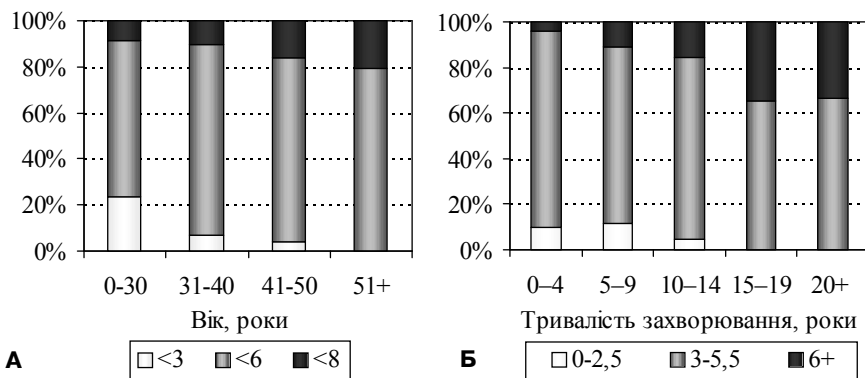 100%
80%
60%
40%
20%
0%
0-30 31-40 41-50 51+
Вік, роки
А
<3 <6 <8
100%
80%
60%
40%
20%
0%
0–4 5–9 10–14 15–19 20+
Тривалість захворювання, роки
Б
0-2,5 3-5,5 6+